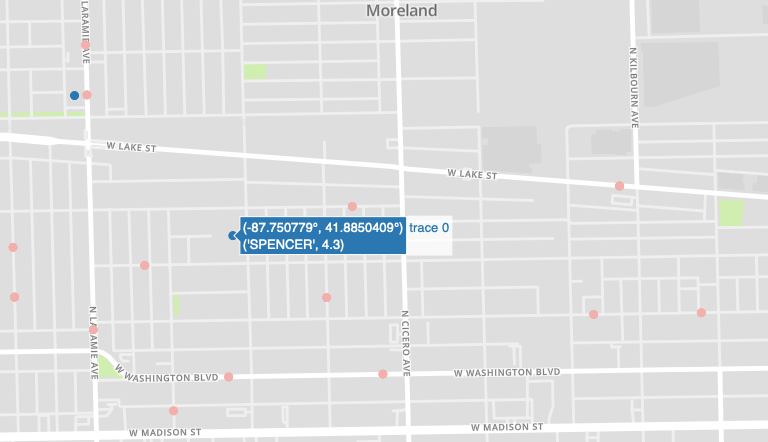 Moreland
LARAMIE AVE
N KILBOURN AVE
W LAKE ST
W LAKE ST
(-87.750779°, 41.8850409°) trace 0
('SPENCER', 4.3)
N LARAMIE AVE
N CICERO AVE
W WASHINGTON BLVD
W WASHINGTON BLVD
W MADISON ST
W MADISON ST